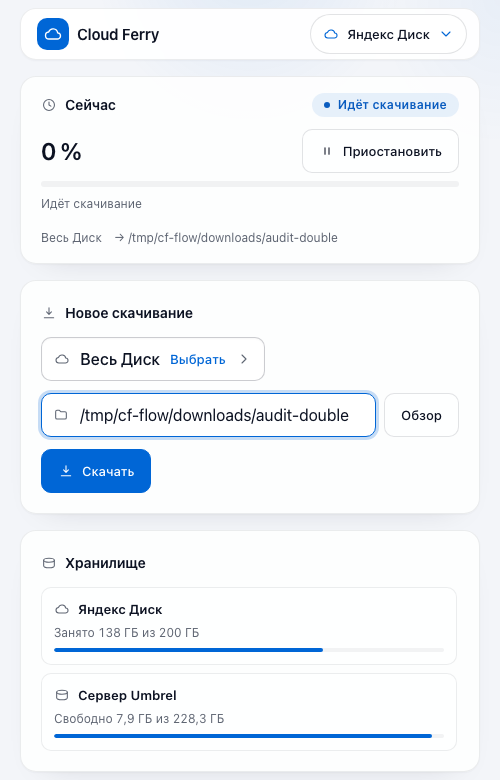 Cloud Ferry
Яндекс Диск
Сейчас
Идёт скачивание
0 %
Приостановить
Идёт скачивание
Весь Диск → /tmp/cf-flow/downloads/audit-double
Новое скачивание
Весь Диск Выбрать
/tmp/cf-flow/downloads/audit-double
Обзор
Скачать
Хранилище
Яндекс Диск
Занято 138 ГБ из 200 ГБ
Сервер Umbrel
Свободно 7,9 ГБ из 228,3 ГБ